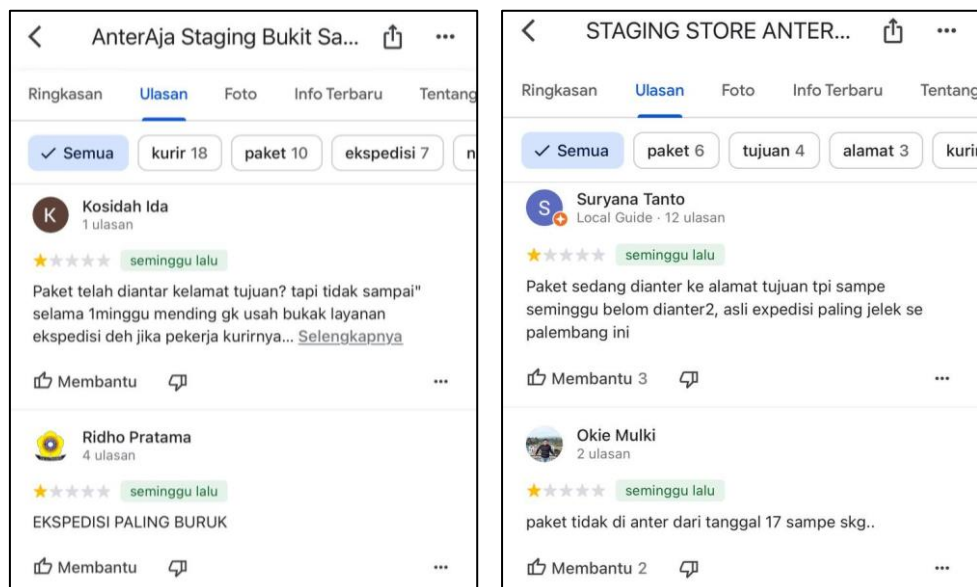 AnterAja Staging Bukit Sa...
Ringkasan Ulasan Foto Info Terbaru Tentang
Semua kurir 18 paket 10 ekspedisi 7 n
K
Kosidah Ida
1 ulasan
seminggu lalu
Paket telah diantar kelamat tujuan? tapi tidak sampai"
selama 1minggu mending gk usah bukak layanan
ekspedisi deh jika pekerja kurirnya... Selengkapnya
Membantu
Ridho Pratama
4 ulasan
seminggu lalu
EKSPEDISI PALING BURUK
Membantu
STAGING STORE ANTER...
Ringkasan Ulasan Foto Info Terbaru Tentang
Semua paket 6 tujuan 4 alamat 3 kurir
S
Suryana Tanto
Local Guide · 12 ulasan
seminggu lalu
Paket sedang dianter ke alamat tujuan tpi sampe
seminggu belom dianter2, asli expedisi paling jelek se
palembang ini
Membantu 3
Okie Mulki
2 ulasan
seminggu lalu
paket tidak di anter dari tanggal 17 sampe skg..
Membantu 2